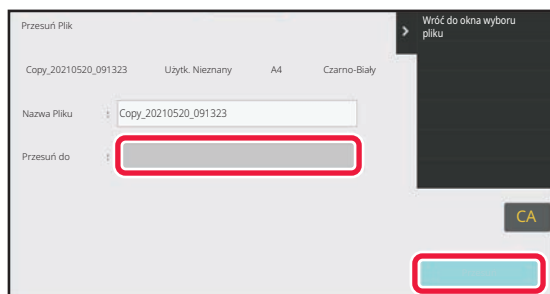 Przesuń Plik
Wróć do okna wyboru
pliku
Copy_20210520_091323 Użytk. Nieznany A4 Czarno-Biały
Nazwa Pliku : Copy_20210520_091323
Przesuń do :
CA